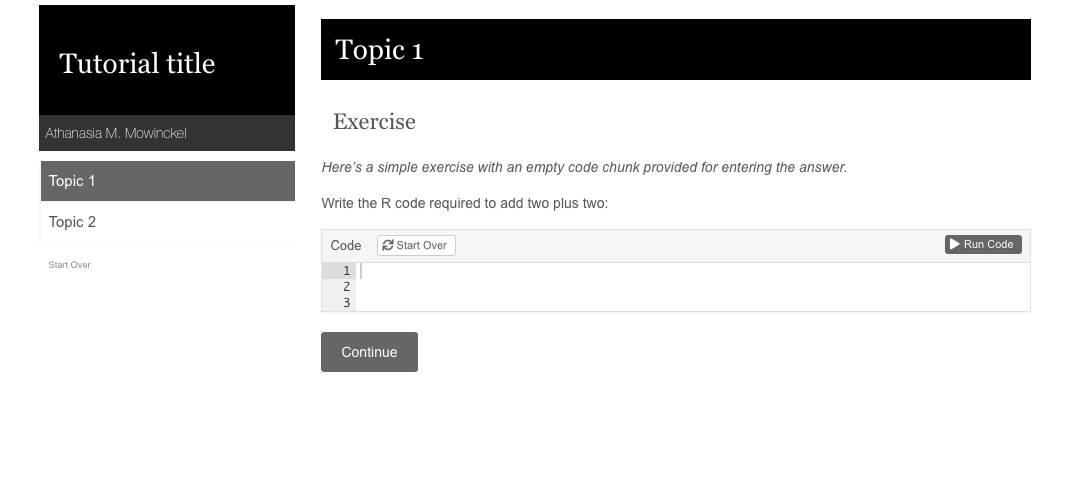 Tutorial title
Athanasia M. Mowinckel
Topic 1
Topic 2
Start Over
Topic 1
Exercise
Here’s a simple exercise with an empty code chunk provided for entering the answer.
Write the R code required to add two plus two:
Code Start Over Run Code
1
2
3
Continue